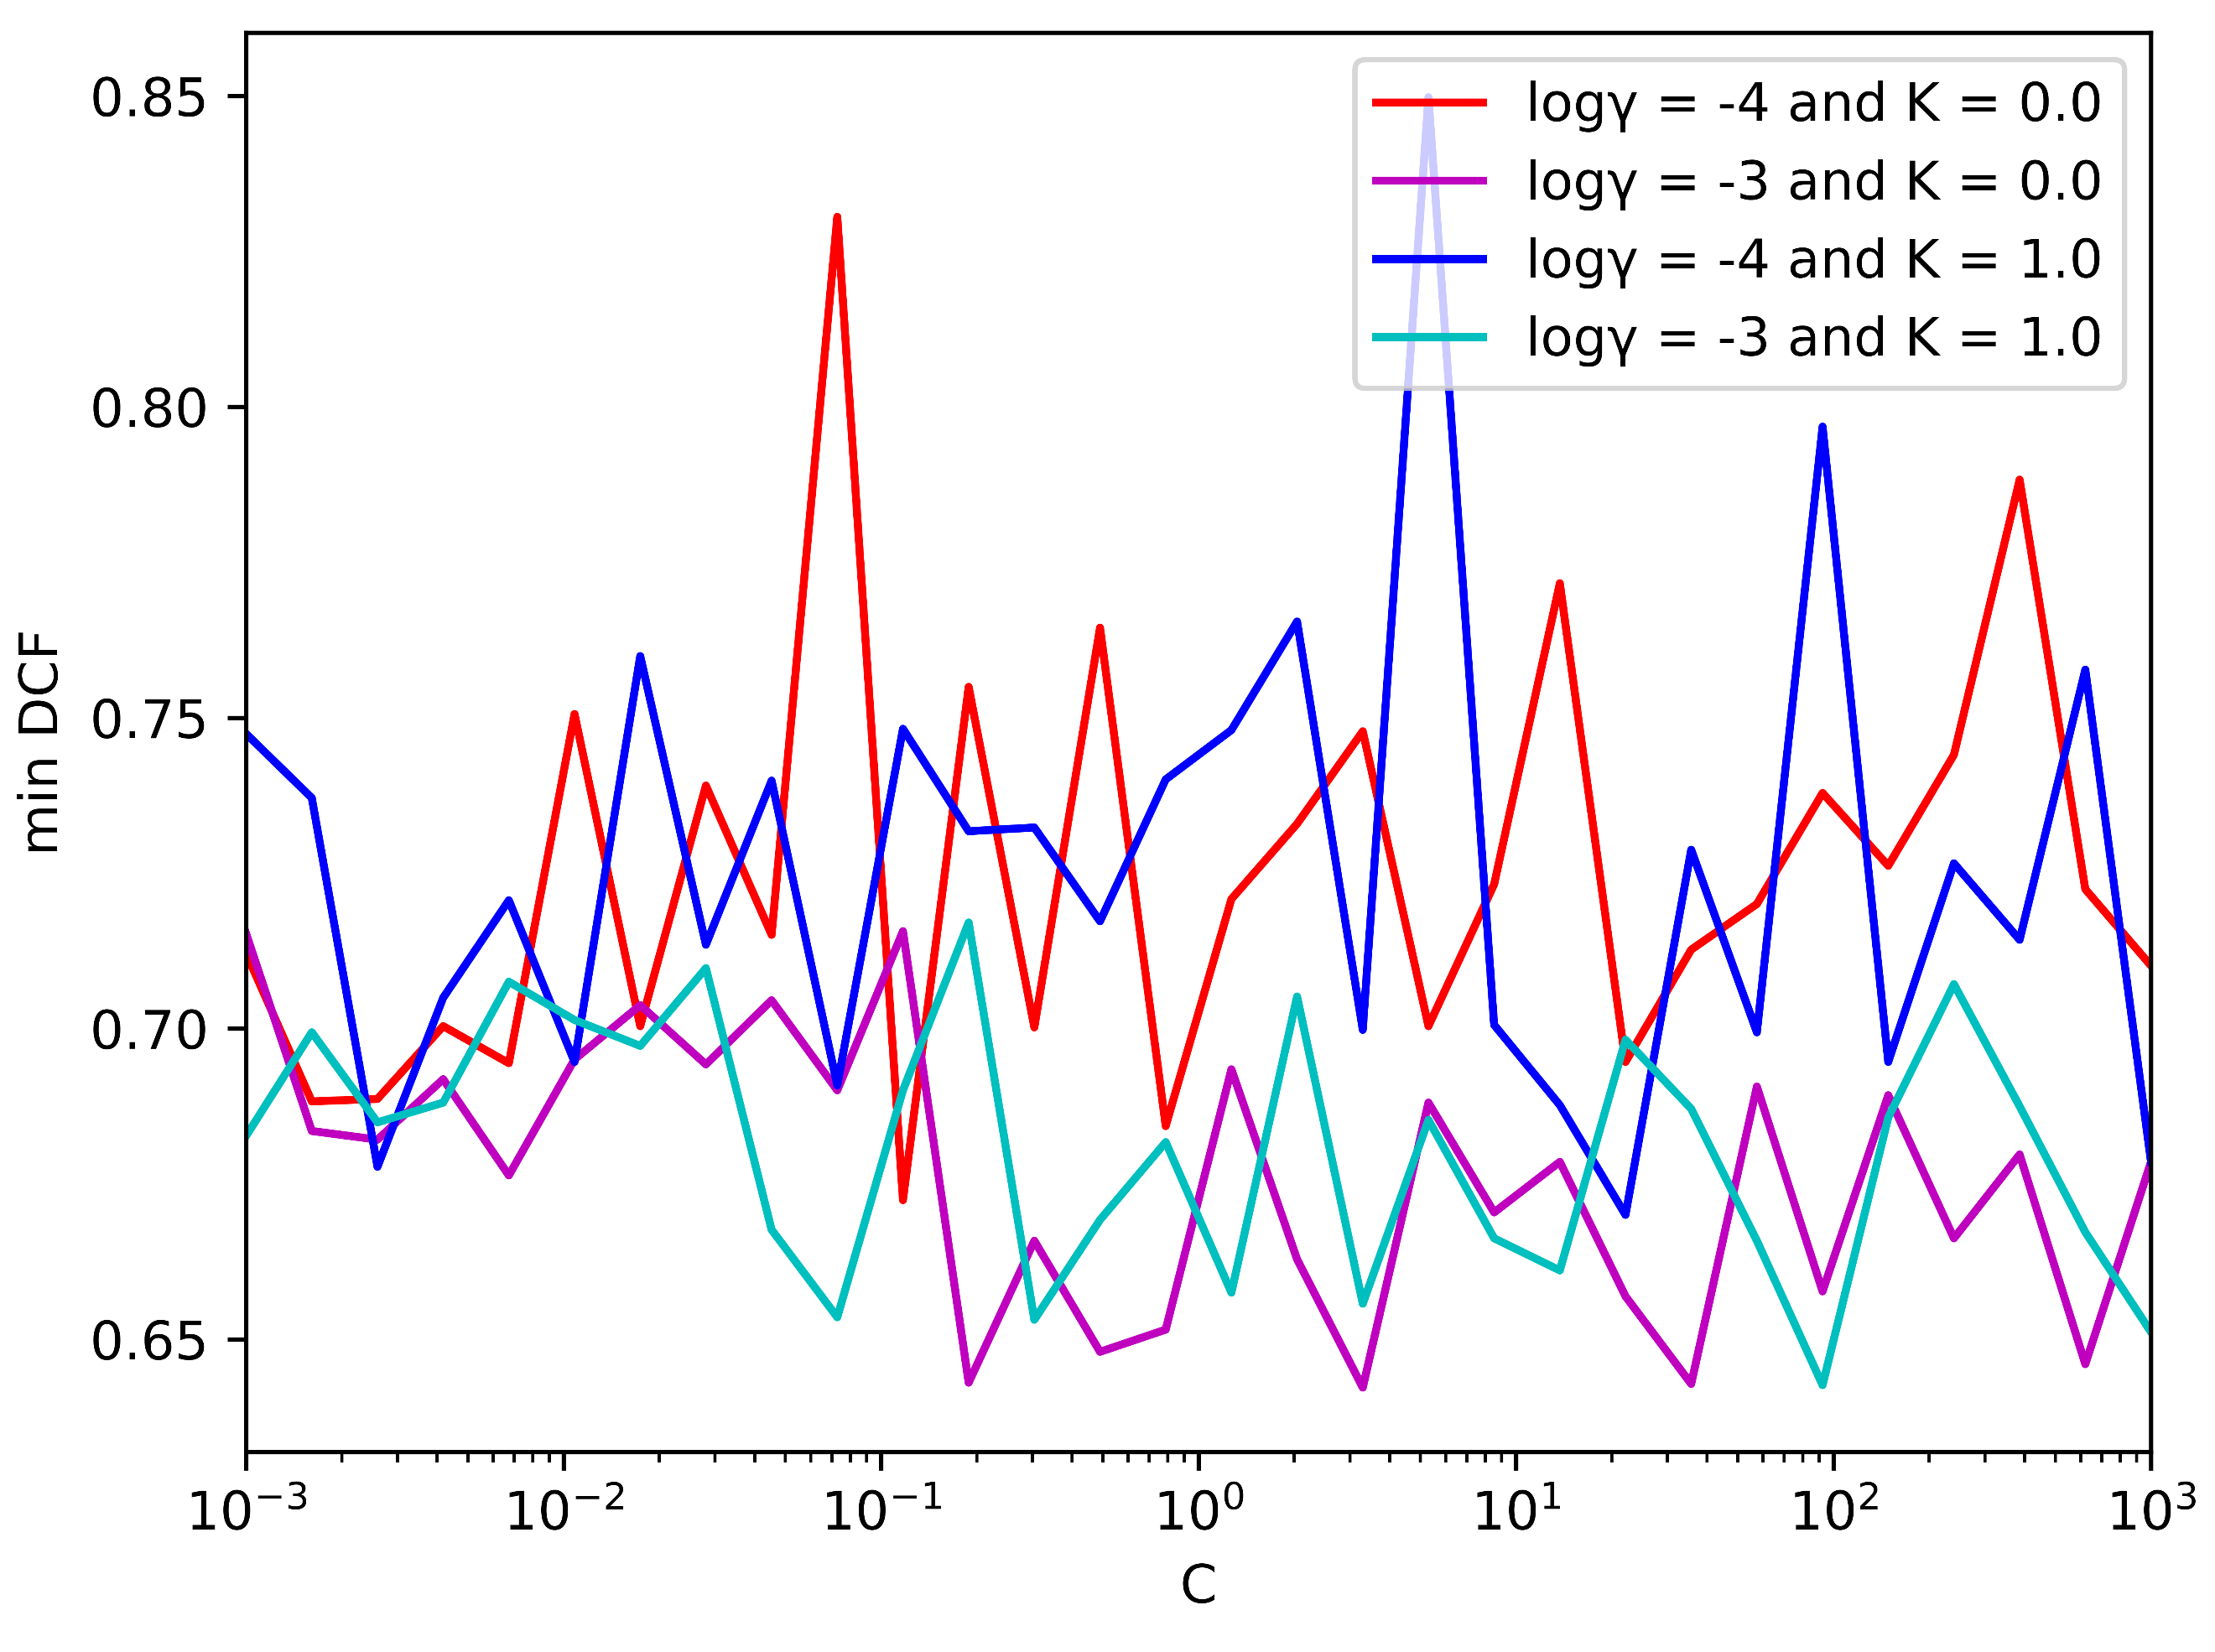 logγ = -4 and K = 0.0
logγ = -3 and K = 0.0
logγ = -4 and K = 1.0
logγ = -3 and K = 1.0
0.85
0.80
0.75
0.70
0.65
min DCF
10⁻³ 10⁻² 10⁻¹ 10⁰ 10¹ 10² 10³
C